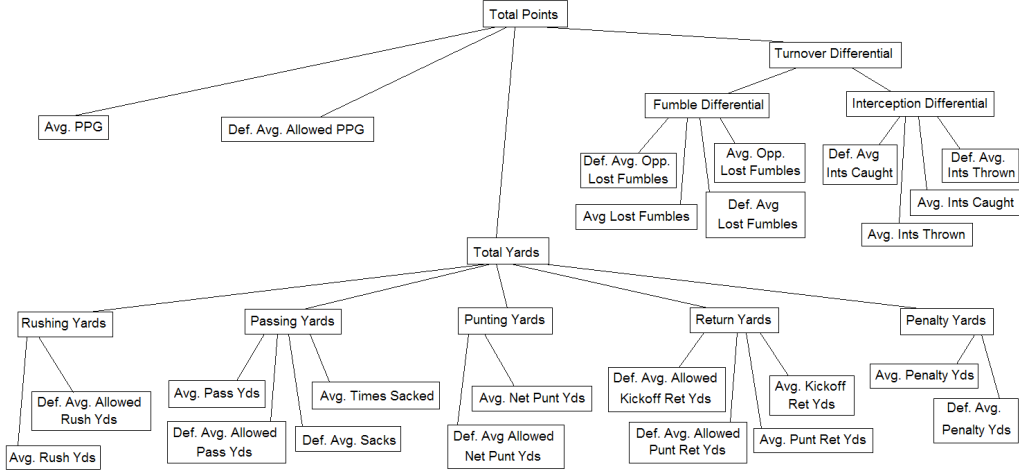 Total Points
Turnover Differential
Fumble Differential
Interception Differential
Avg. PPG
Def. Avg. Allowed PPG
Def. Avg. Opp.
Lost Fumbles
Avg. Opp.
Lost Fumbles
Def. Avg
Ints Caught
Def. Avg.
Ints Thrown
Avg Lost Fumbles
Def. Avg
Lost Fumbles
Avg. Ints Caught
Avg. Ints Thrown
Total Yards
Rushing Yards
Passing Yards
Punting Yards
Return Yards
Penalty Yards
Def. Avg. Allowed
Rush Yds
Avg. Rush Yds
Avg. Pass Yds
Avg. Times Sacked
Def. Avg. Allowed
Pass Yds
Def. Avg. Sacks
Avg. Net Punt Yds
Def. Avg Allowed
Net Punt Yds
Def. Avg. Allowed
Kickoff Ret Yds
Avg. Kickoff
Ret Yds
Def. Avg. Allowed
Punt Ret Yds
Avg. Punt Ret Yds
Avg. Penalty Yds
Def. Avg.
Penalty Yds